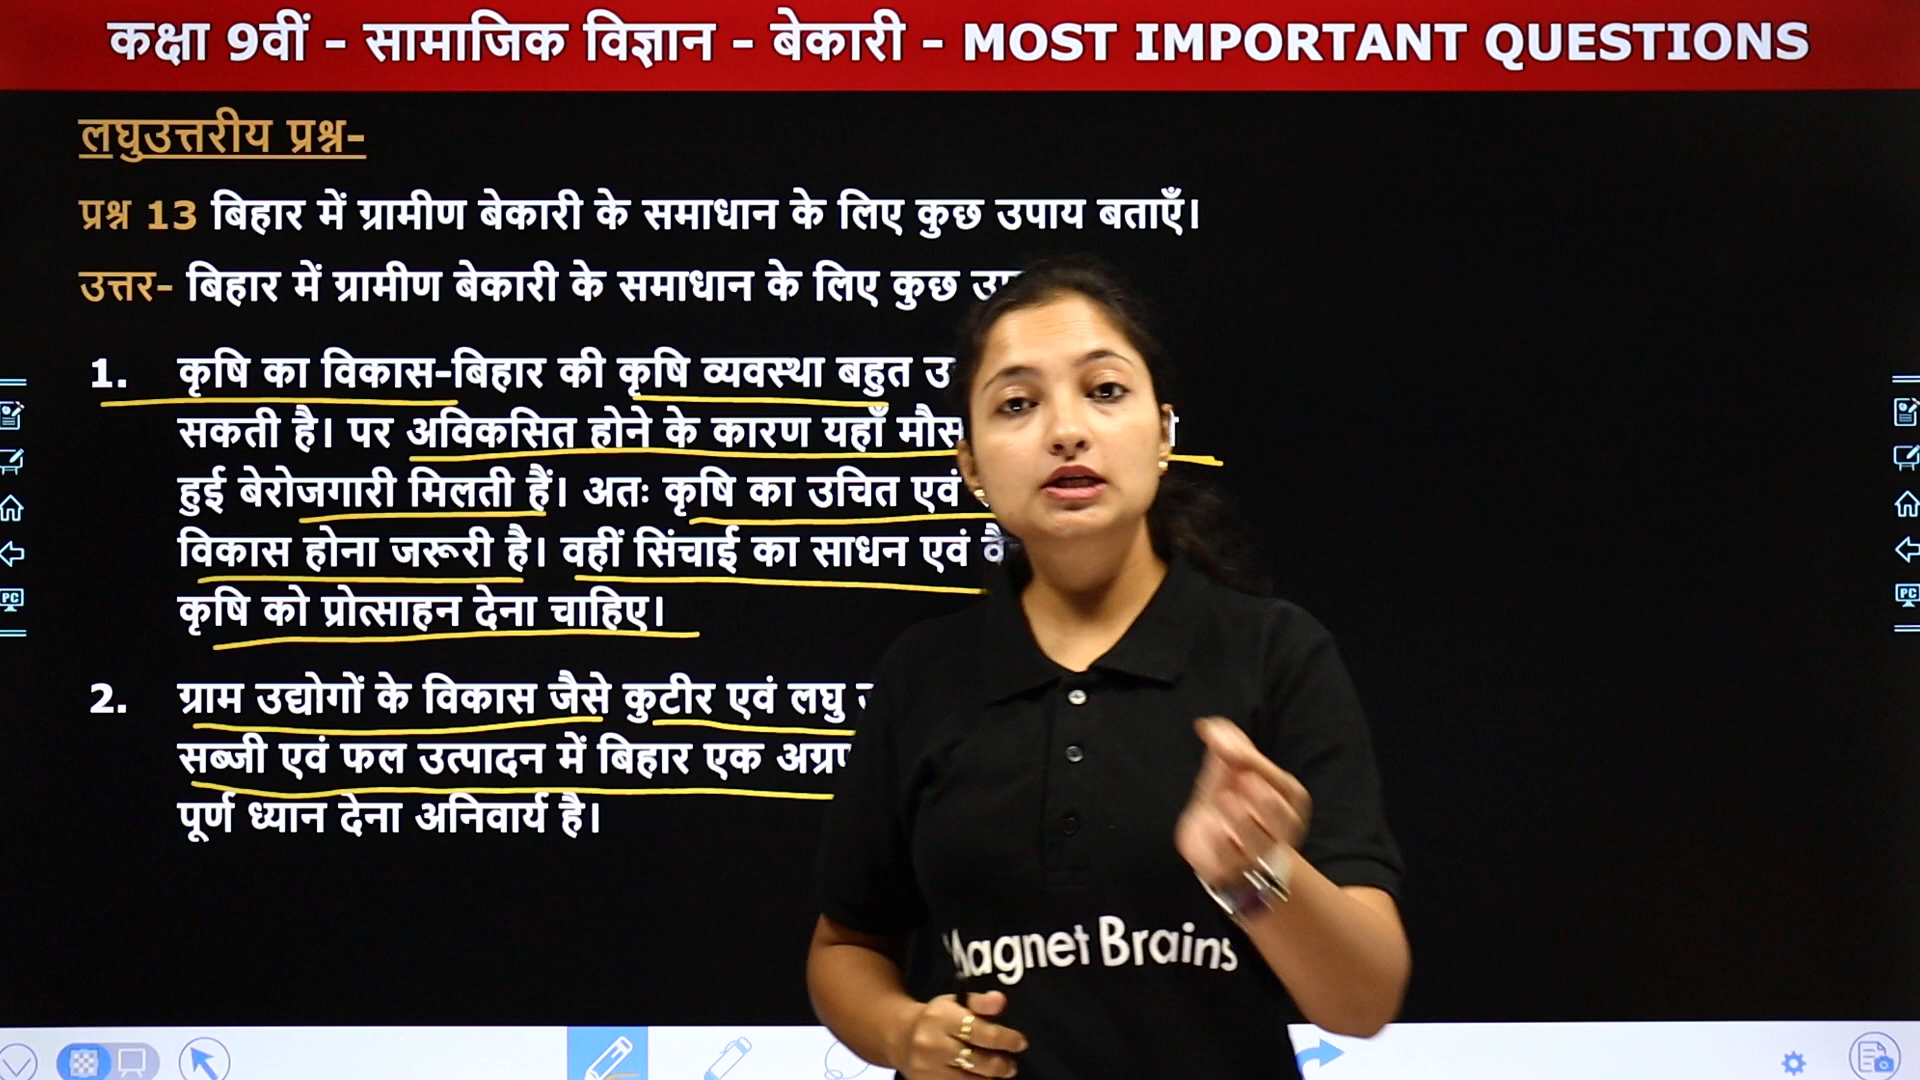 कक्षा 9वीं - सामाजिक विज्ञान - बेकारी - MOST IMPORTANT QUESTIONS
लघुउत्तरीय प्रश्न-
प्रश्न 13 बिहार में ग्रामीण बेकारी के समाधान के लिए कुछ उपाय बताएँ।
उत्तर- बिहार में ग्रामीण बेकारी के समाधान के लिए कुछ
1. कृषि का विकास-बिहार की कृषि व्यवस्था बहुत
सकती है। पर अविकसित होने के कारण यहाँ
हुई बेरोजगारी मिलती हैं। अतः कृषि का उचित एवं
विकास होना जरूरी है। वहीं सिंचाई का साधन एवं
कृषि को प्रोत्साहन देना चाहिए।
2. ग्राम उद्योगों के विकास जैसे कुटीर एवं लघु
सब्जी एवं फल उत्पादन में बिहार एक
पूर्ण ध्यान देना अनिवार्य है।
Magnet Brains
PC
PC